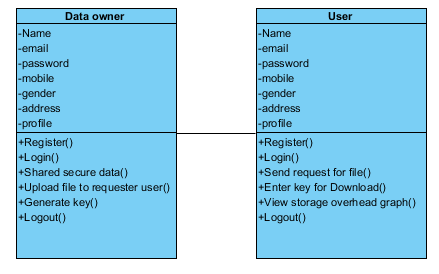 Data owner
-Name
-email
-password
-mobile
-gender
-address
-profile
+Register()
+Login()
+Shared secure data()
+Upload file to requester user()
+Generate key()
+Logout()
User
-Name
-email
-password
-mobile
-gender
-address
-profile
+Register()
+Login()
+Send request for file()
+Enter key for Download()
+View storage overhead graph()
+Logout()